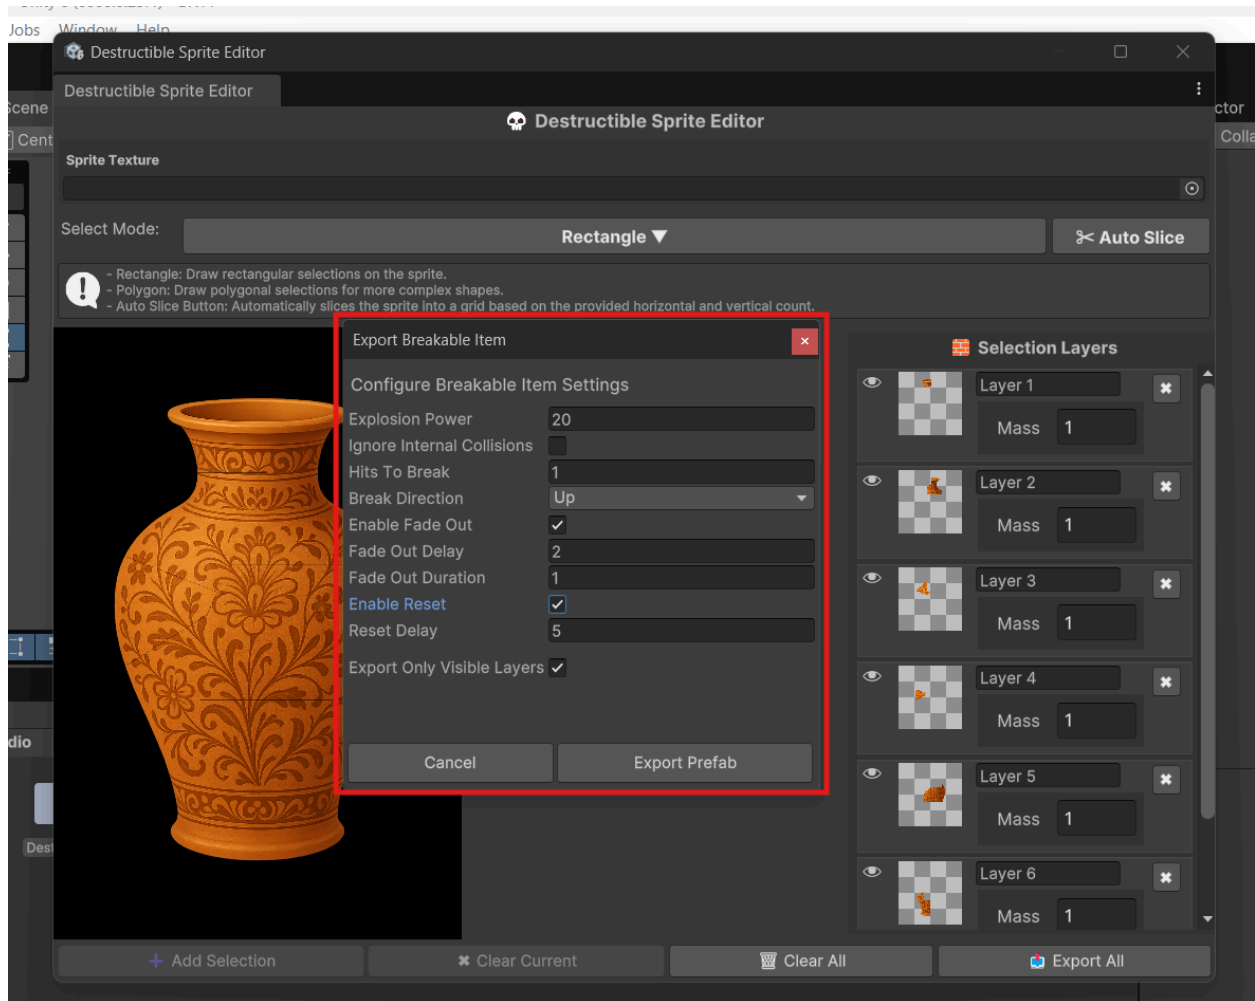 Jobs Window Help
Destructible Sprite Editor
Destructible Sprite Editor
Scene
ctor
Destructible Sprite Editor
Cent
Colla
Sprite Texture
Select Mode:
Rectangle ▼
Auto Slice
- Rectangle: Draw rectangular selections on the sprite.
- Polygon: Draw polygonal selections for more complex shapes.
- Auto Slice Button: Automatically slices the sprite into a grid based on the provided horizontal and vertical count.
Export Breakable Item
Configure Breakable Item Settings
Explosion Power 20
Ignore Internal Collisions
Hits To Break 1
Break Direction Up
Enable Fade Out
Fade Out Delay 2
Fade Out Duration 1
Enable Reset
Reset Delay 5
Export Only Visible Layers
Cancel
Export Prefab
Selection Layers
Layer 1
Mass 1
Layer 2
Mass 1
Layer 3
Mass 1
Layer 4
Mass 1
Layer 5
Mass 1
Layer 6
Mass 1
dio
Dest
Add Selection
Clear Current
Clear All
Export All